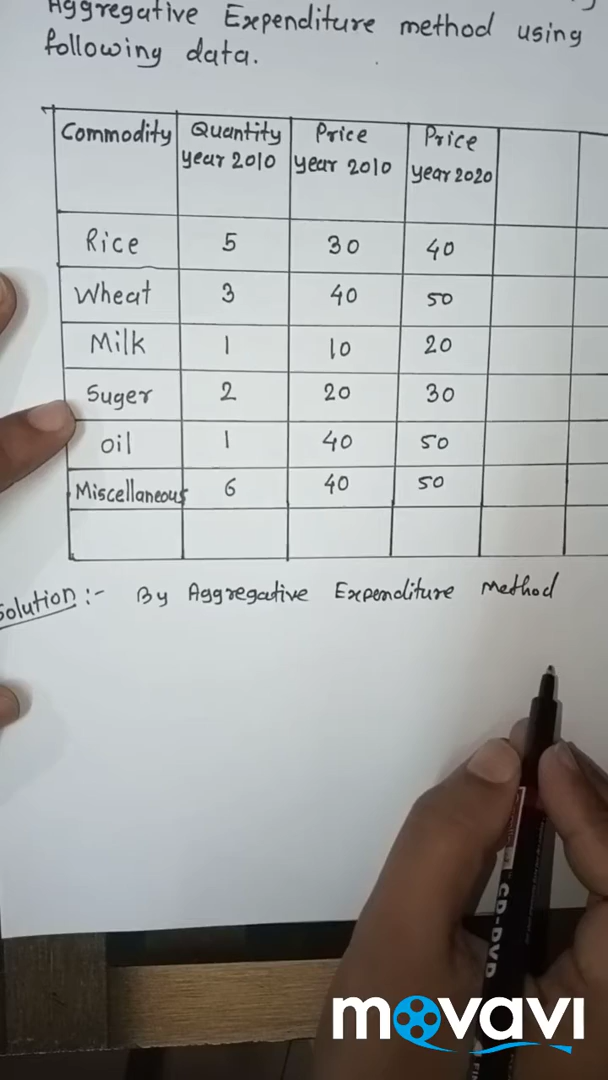 Aggregative Expenditure method using
following data.
Commodity Quantity year 2010 Price year 2010 Price year 2020
Rice 5 30 40
Wheat 3 40 50
Milk 1 10 20
Suger 2 20 30
oil 1 40 50
Miscellaneous 6 40 50
Solution:- By Aggregative Expenditure Method
CD-DVD
movavi